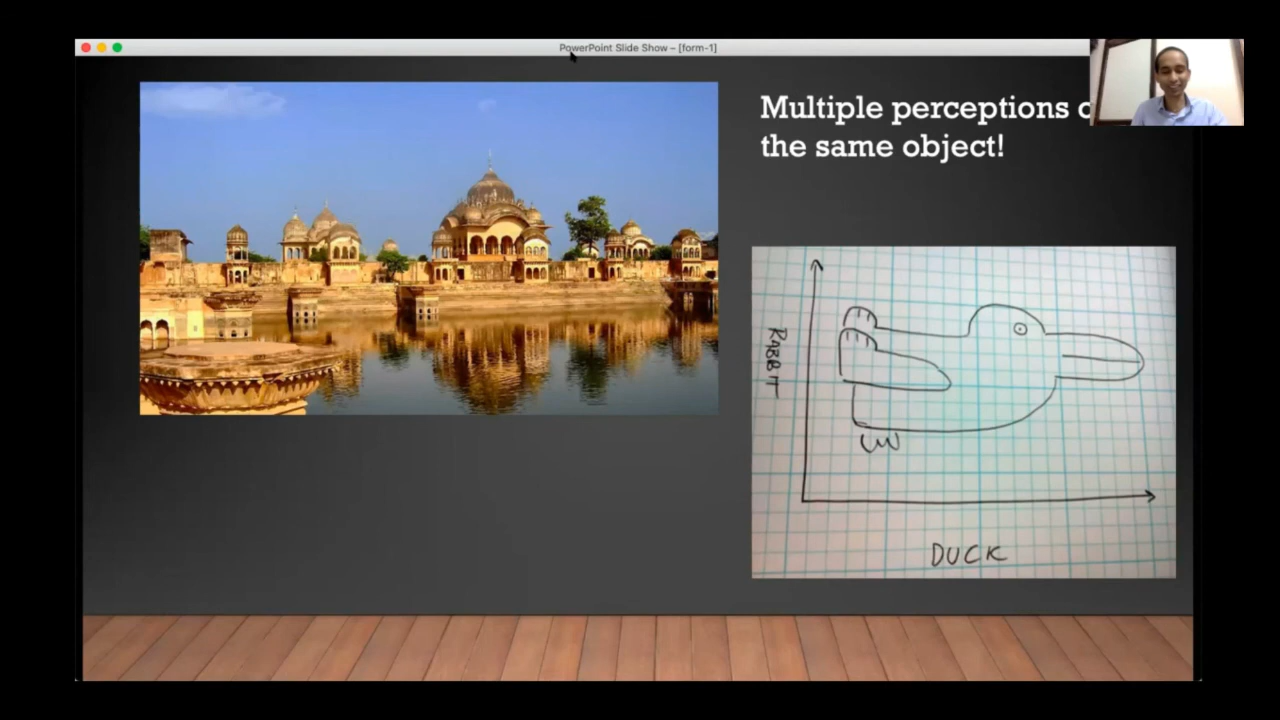 PowerPoint Slide Show – [form-1]
Multiple perceptions
the same object!
RABBIT
DUCK